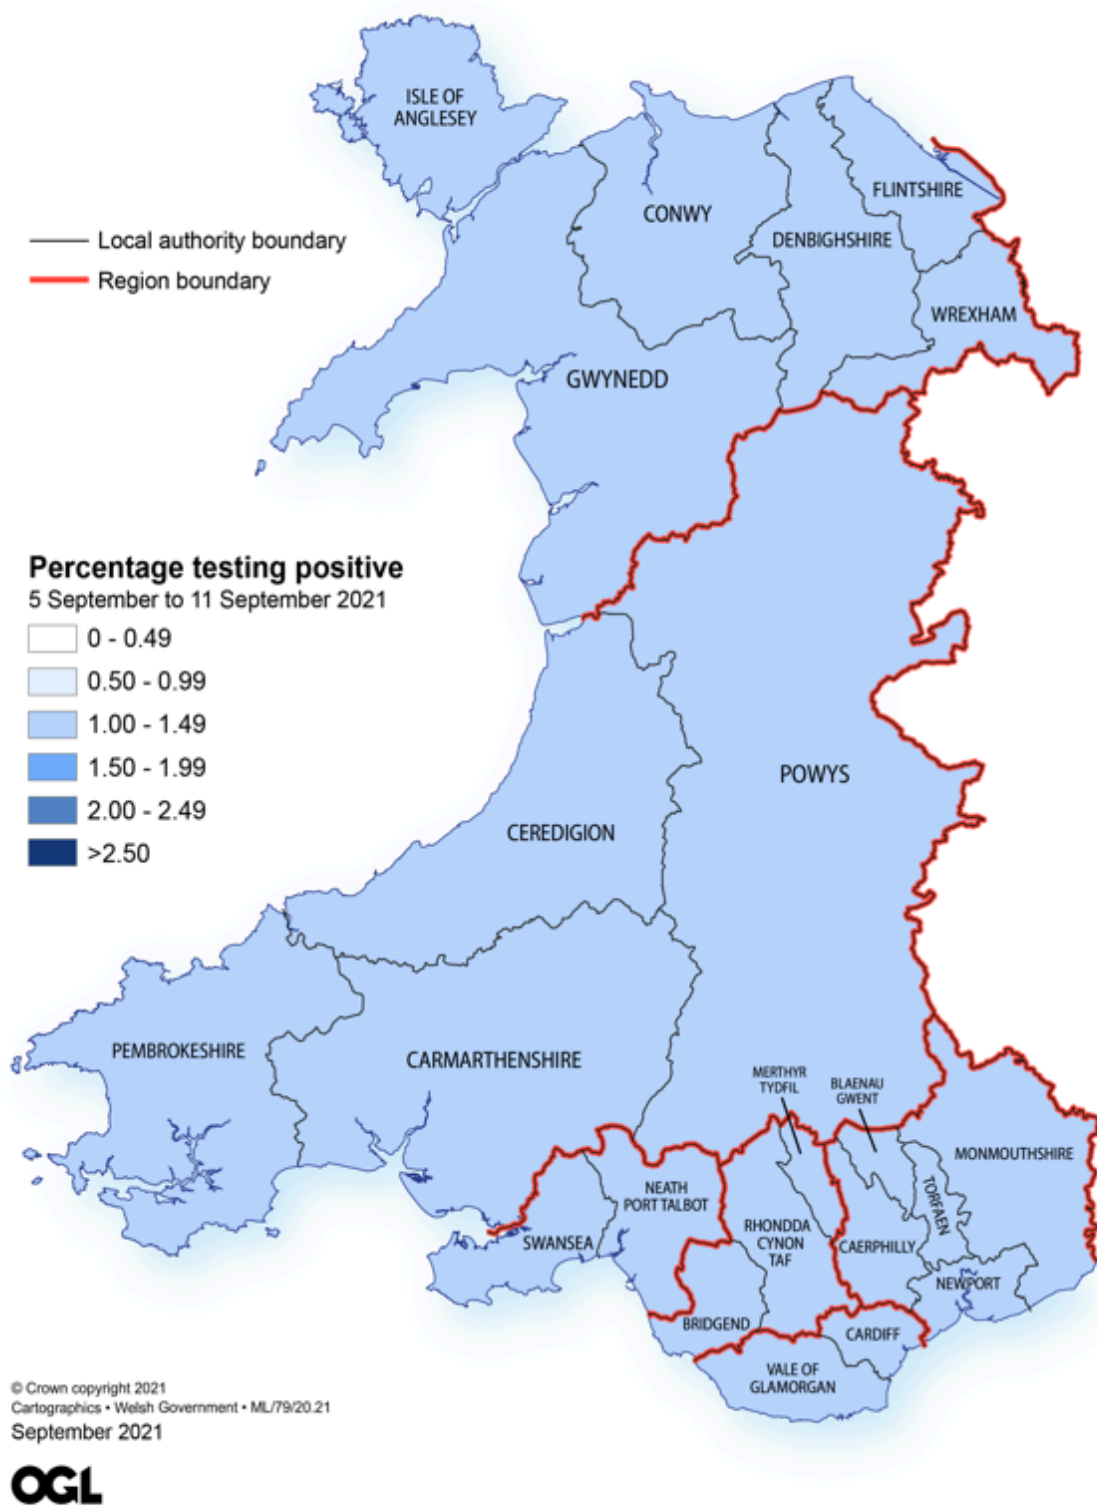 ISLE OF
ANGLESEY
FLINTSHIRE
CONWY
DENBIGHSHIRE
Local authority boundary
Region boundary
WREXHAM
GWYNEDD
Percentage testing positive
5 September to 11 September 2021
0 - 0.49
0.50 - 0.99
1.00 - 1.49
1.50 - 1.99
2.00 - 2.49
>2.50
POWYS
CEREDIGION
PEMBROKESHIRE
CARMARTHENSHIRE
MERTHYR
TYDFIL
BLAENAU
GWENT
MONMOUTHSHIRE
NEATH
PORT TALBOT
TORFAEN
SWANSEA
RHONDDA
CYNON
TAF
CAERPHILLY
NEWPORT
BRIDGEND
CARDIFF
VALE OF
GLAMORGAN
© Crown copyright 2021
Cartographics • Welsh Government • ML/79/20.21
September 2021
OGL